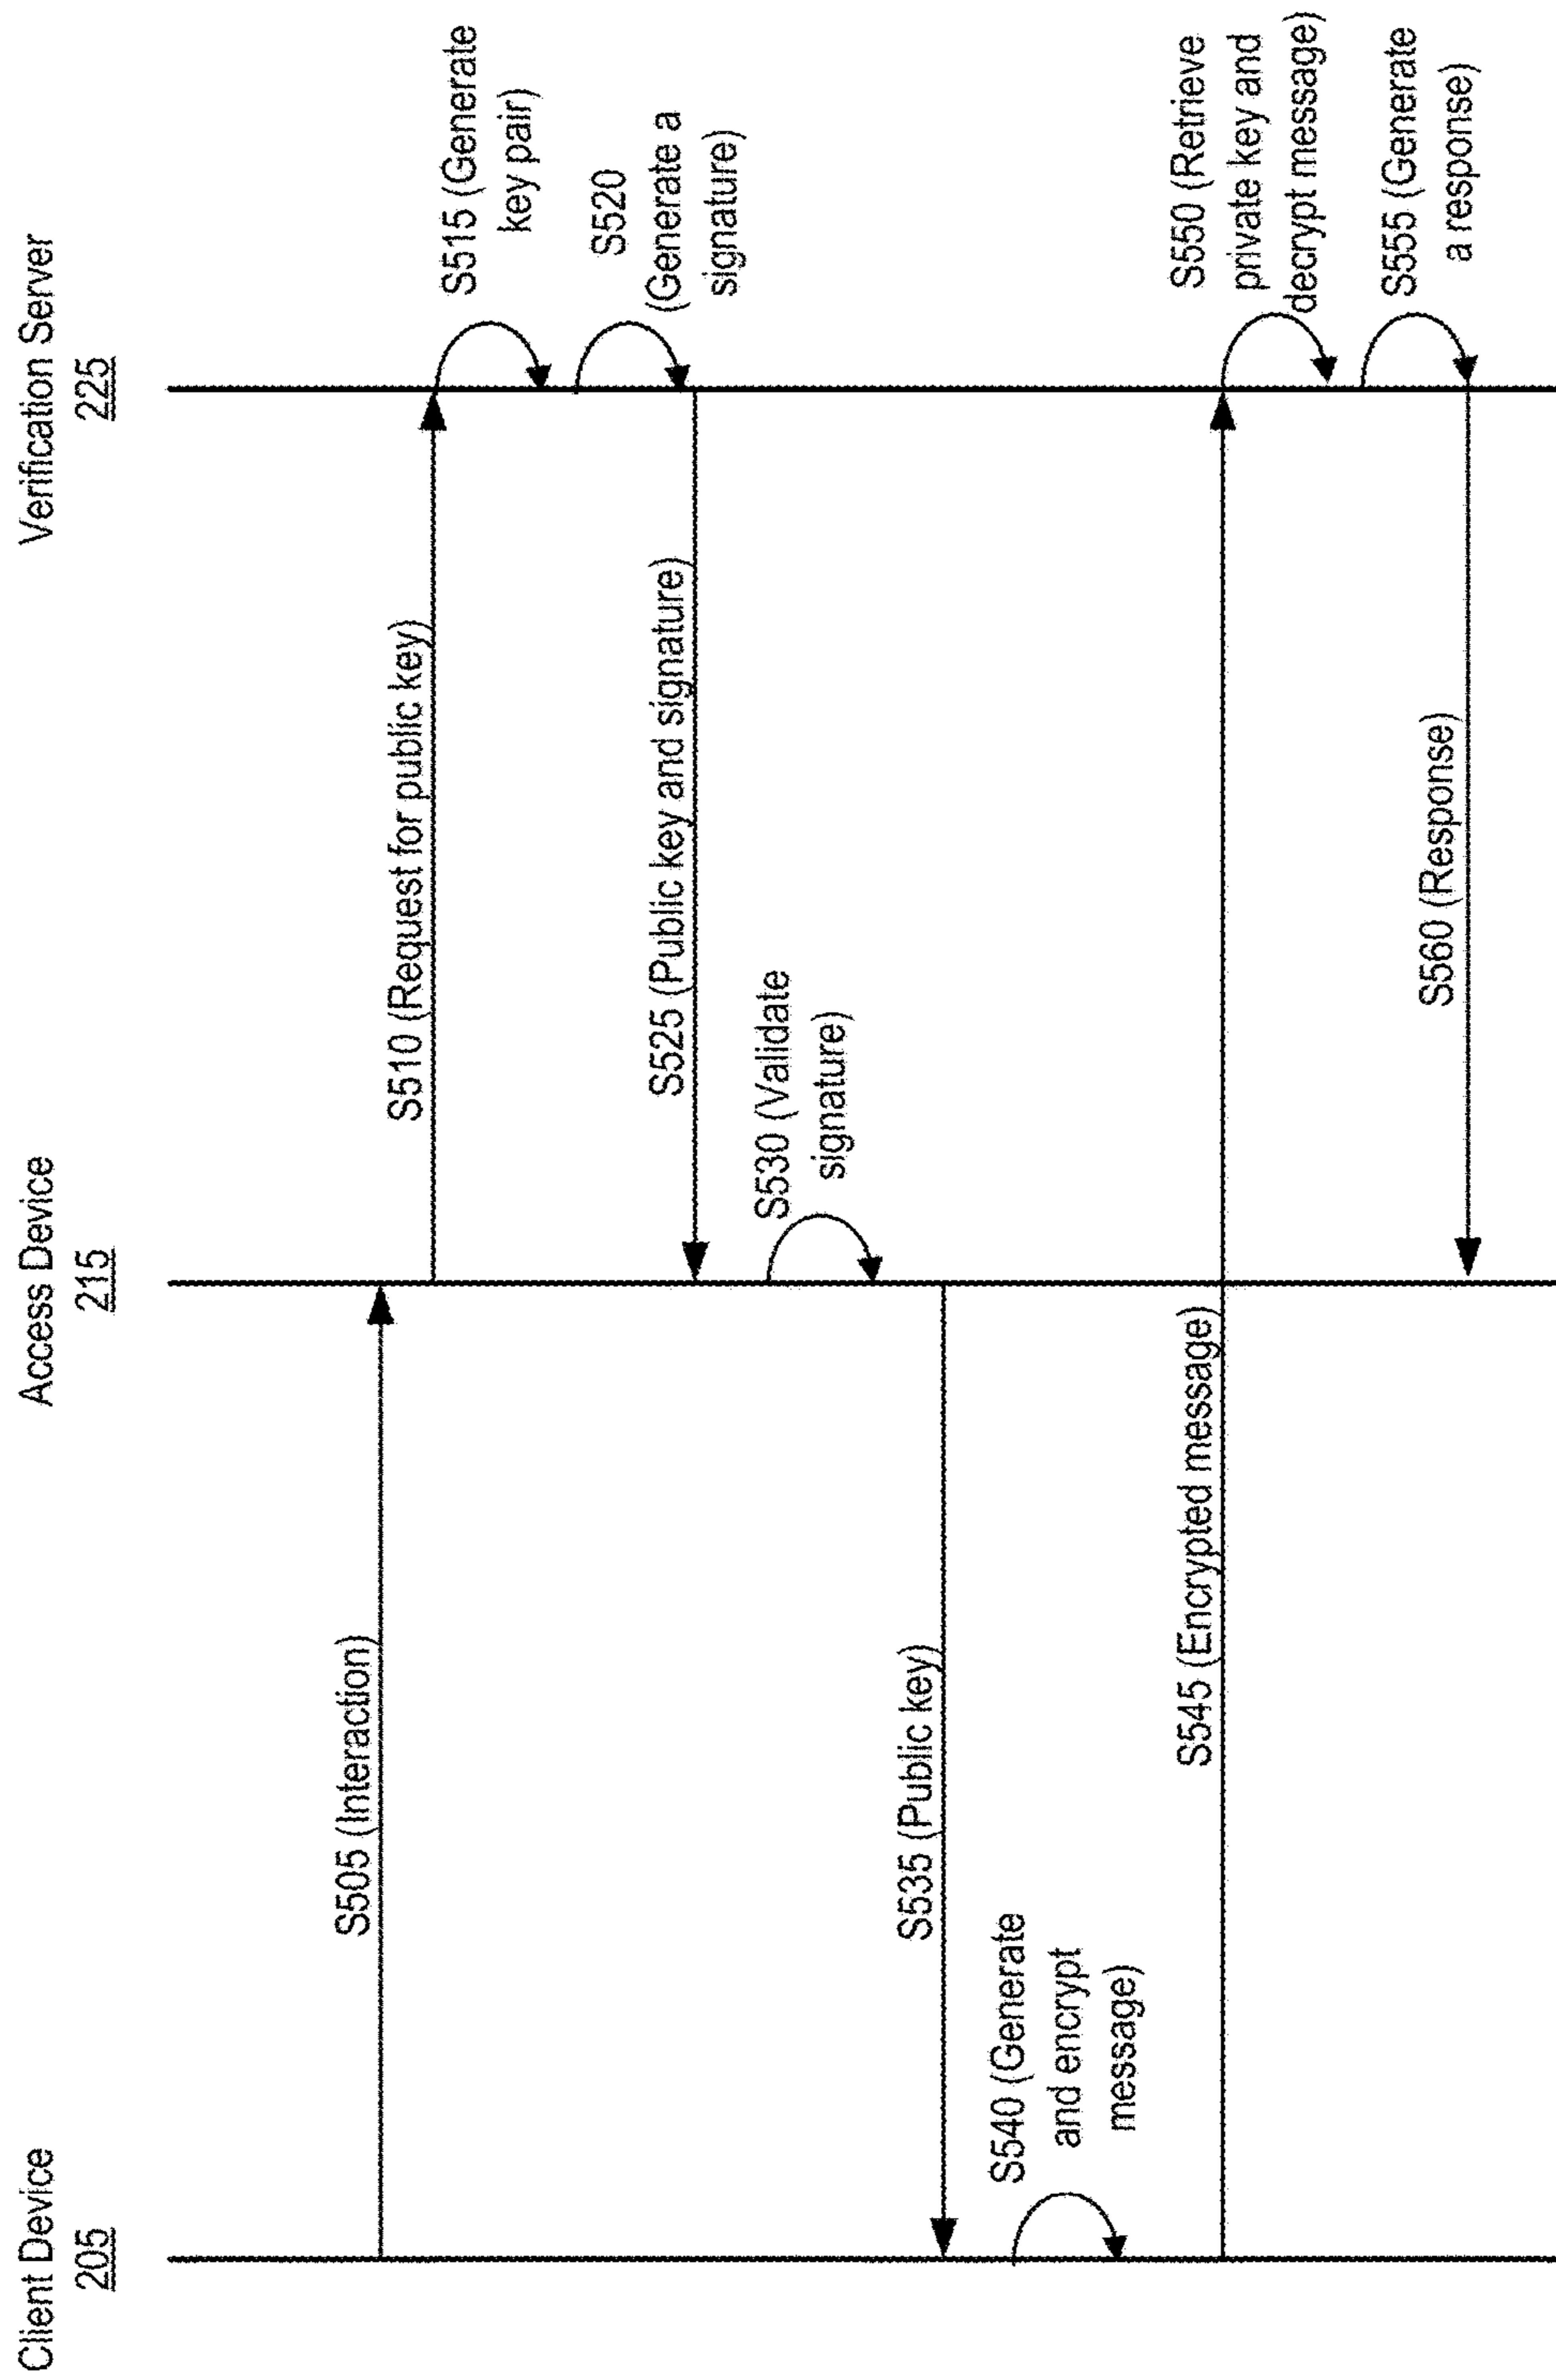 Client Device
205
Access Device
215
Verification Server
225
S505 (Interaction)
S510 (Request for public key)
S515 (Generate
key pair)
S520
(Generate a
signature)
S525 (Public key and signature)
S530 (Validate
signature)
S535 (Public key)
S540 (Generate
and encrypt
message)
S545 (Encrypted message)
S550 (Retrieve
private key and
decrypt message)
S555 (Generate
a response)
S560 (Response)